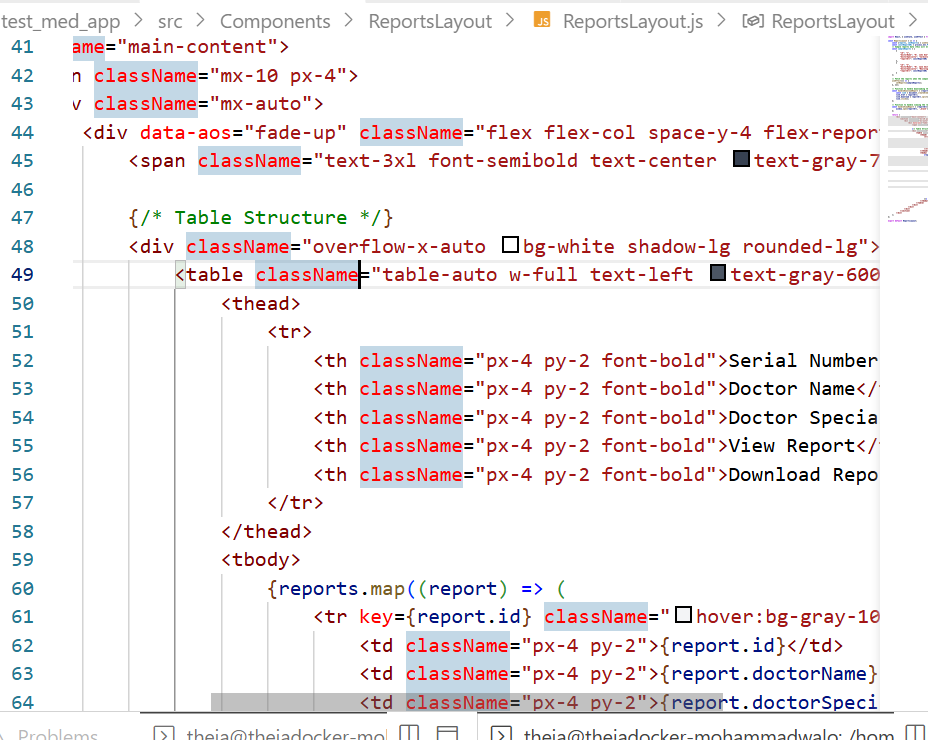 test_med_app > src > Components > ReportsLayout > JS ReportsLayout.js > ReportsLayout >
41 ame="main-content">
42 n className="mx-10 px-4">
43 v className="mx-auto">
44 <div data-aos="fade-up" className="flex flex-col space-y-4 flex-repor
45 <span className="text-3xl font-semibold text-center text-gray-7
46
47 {/* Table Structure */}
48 <div className="overflow-x-auto bg-white shadow-lg rounded-lg">
49 <table className="table-auto w-full text-left text-gray-600
50 <thead>
51 <tr>
52 <th className="px-4 py-2 font-bold">Serial Number
53 <th className="px-4 py-2 font-bold">Doctor Name</
54 <th className="px-4 py-2 font-bold">Doctor Specia
55 <th className="px-4 py-2 font-bold">View Report</
56 <th className="px-4 py-2 font-bold">Download Repo
57 </tr>
58 </thead>
59 <tbody>
60 {reports.map((report) => (
61 <tr key={report.id} className="hover:bg-gray-10
62 <td className="px-4 py-2">{report.id}</td>
63 <td className="px-4 py-2">{report.doctorName}
64 <td className="px-4 py-2">{report.doctorSpeci
Problems theia@theiadocker-mo theia@theiadocker-mohammadwalo: /hom